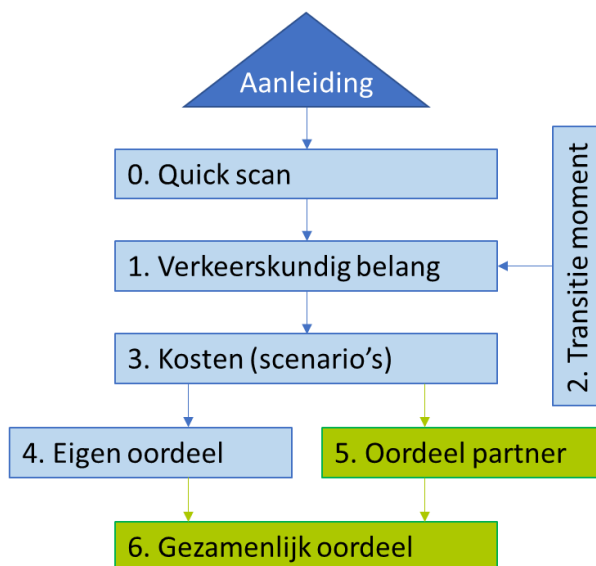 Aanleiding
0. Quick scan
1. Verkeerskundig belang
2. Transitie moment
3. Kosten (scenario's)
4. Eigen oordeel
5. Oordeel partner
6. Gezamenlijk oordeel